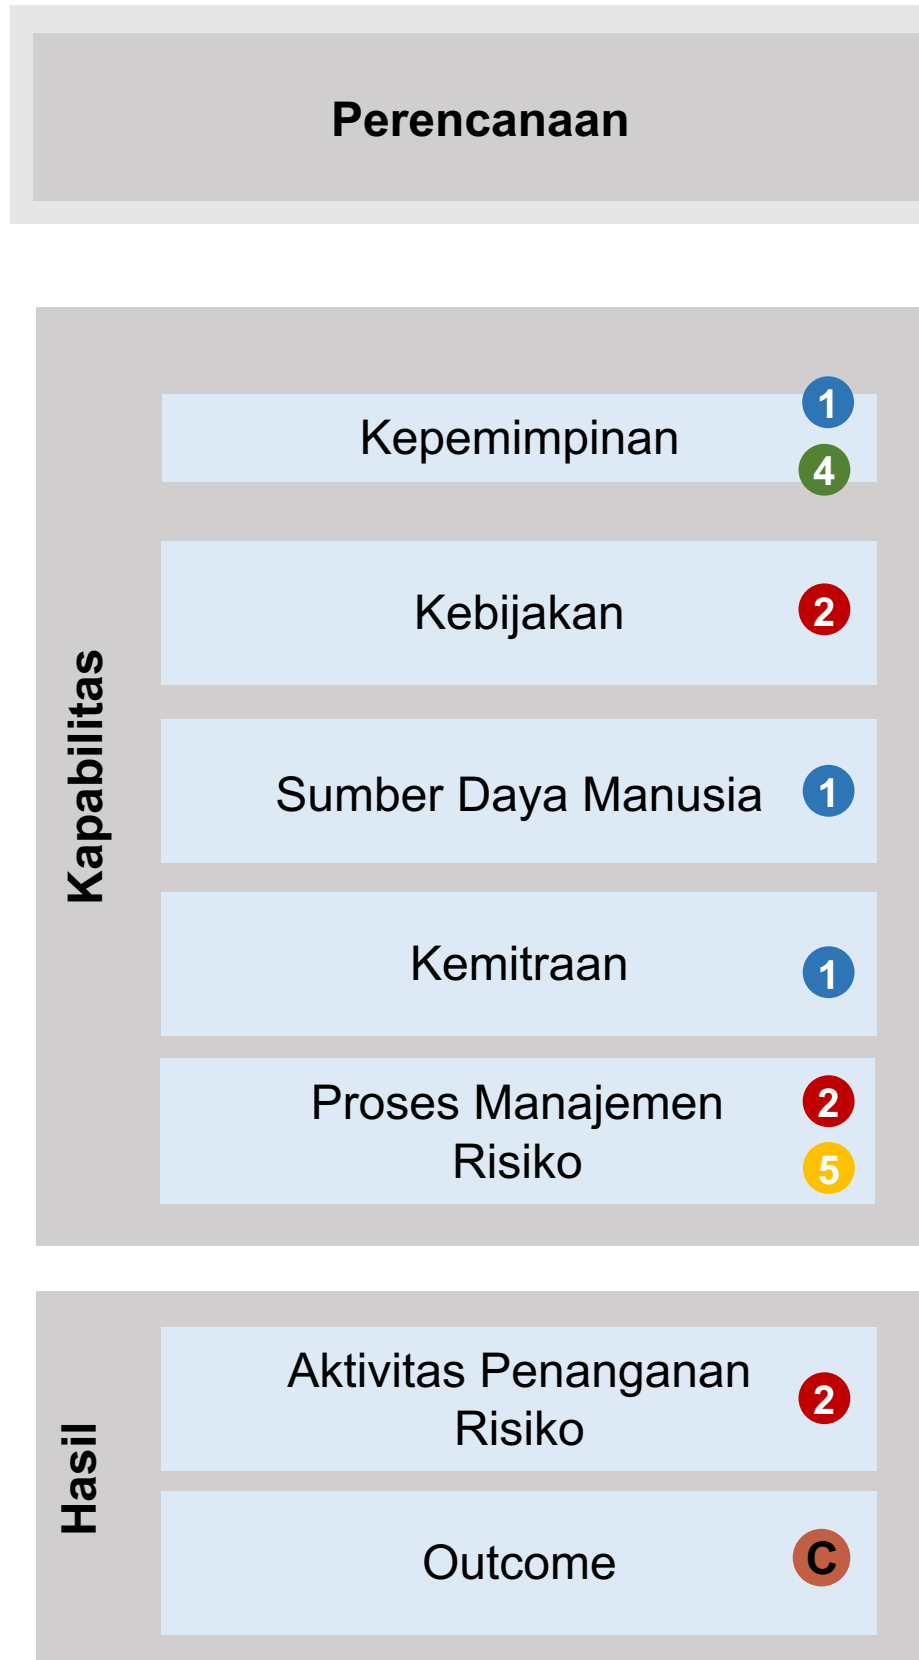 Perencanaan
Kapabilitas
Kepemimpinan
1
4
Kebijakan
2
Sumber Daya Manusia
1
Kemitraan
1
Proses Manajemen
Risiko
2
5
Hasil
Aktivitas Penanganan
Risiko
2
Outcome
C